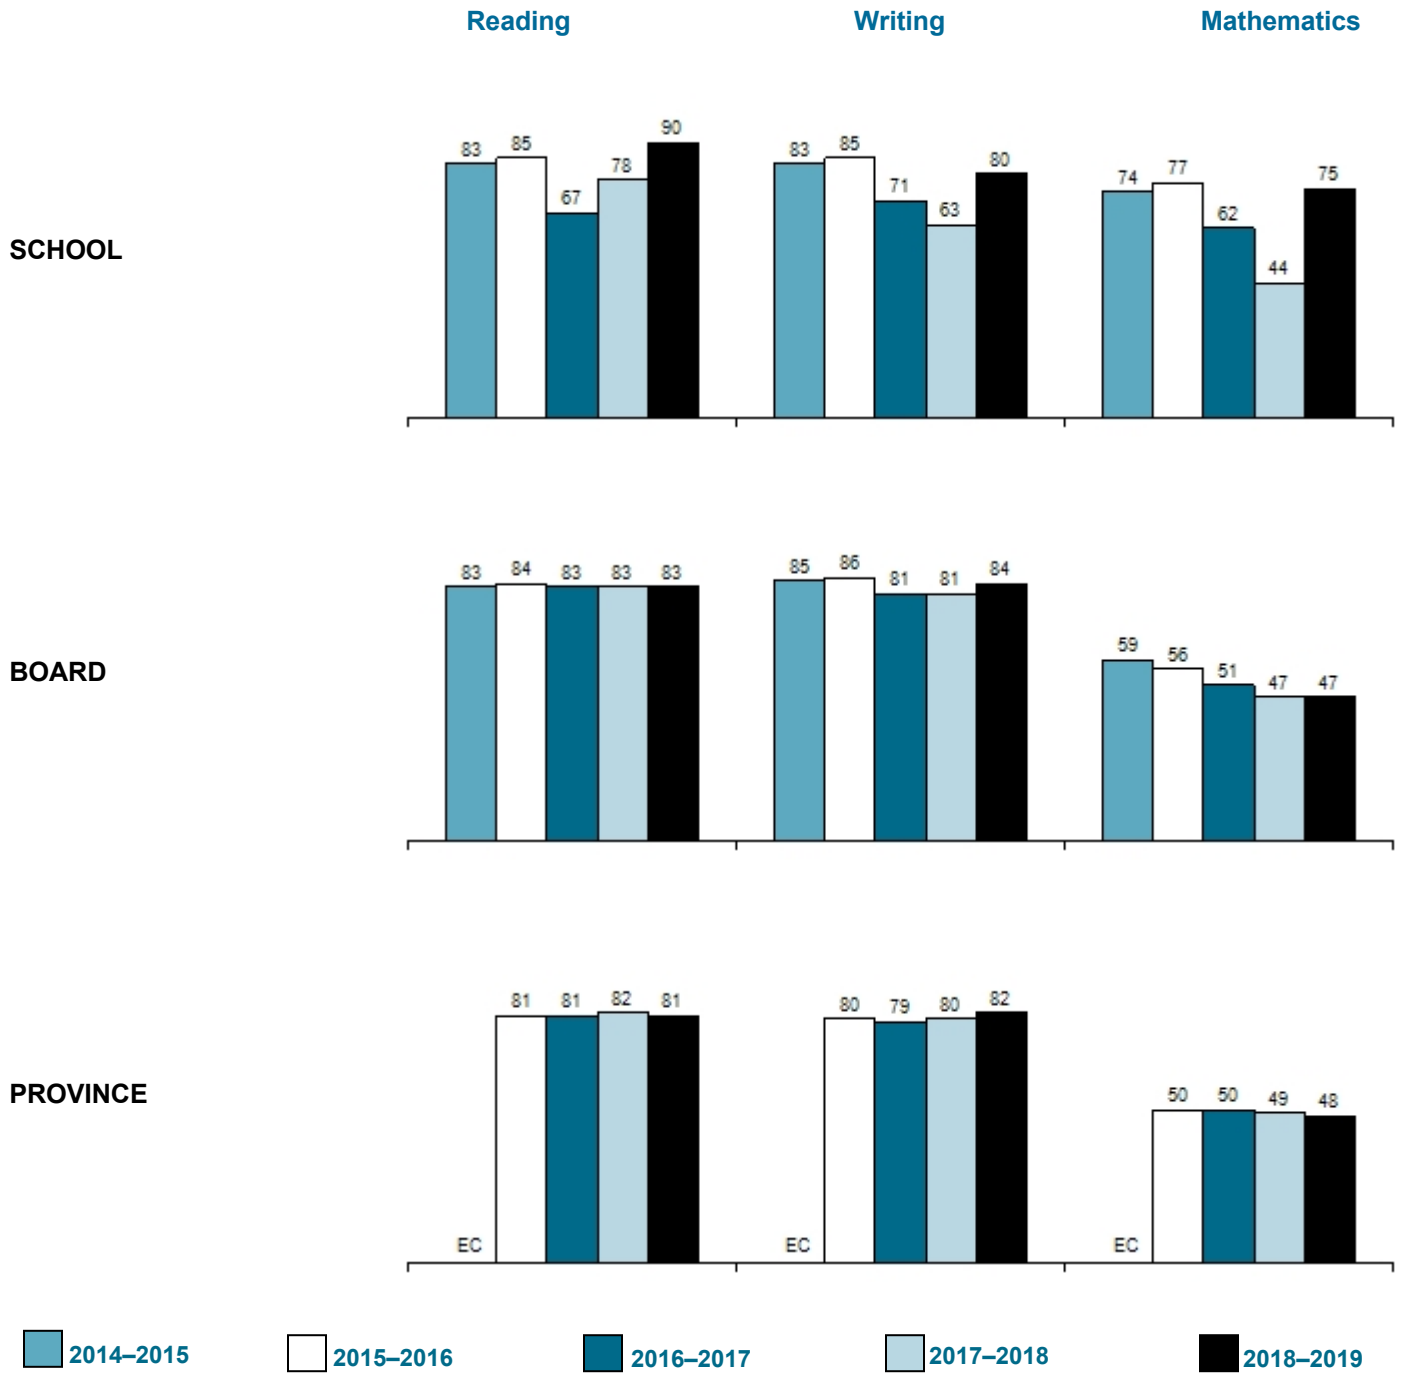 Reading Writing Mathematics
90
83 85 78 67
83 85 80 71 63
77 74 75 62 44
SCHOOL
83 84 83 83 83
85 86 81 81 84
59 56 51 47 47
BOARD
81 81 82 81
80 79 80 82
50 50 49 48
PROVINCE
EC EC EC
2014–2015 2015–2016 2016–2017 2017–2018 2018–2019